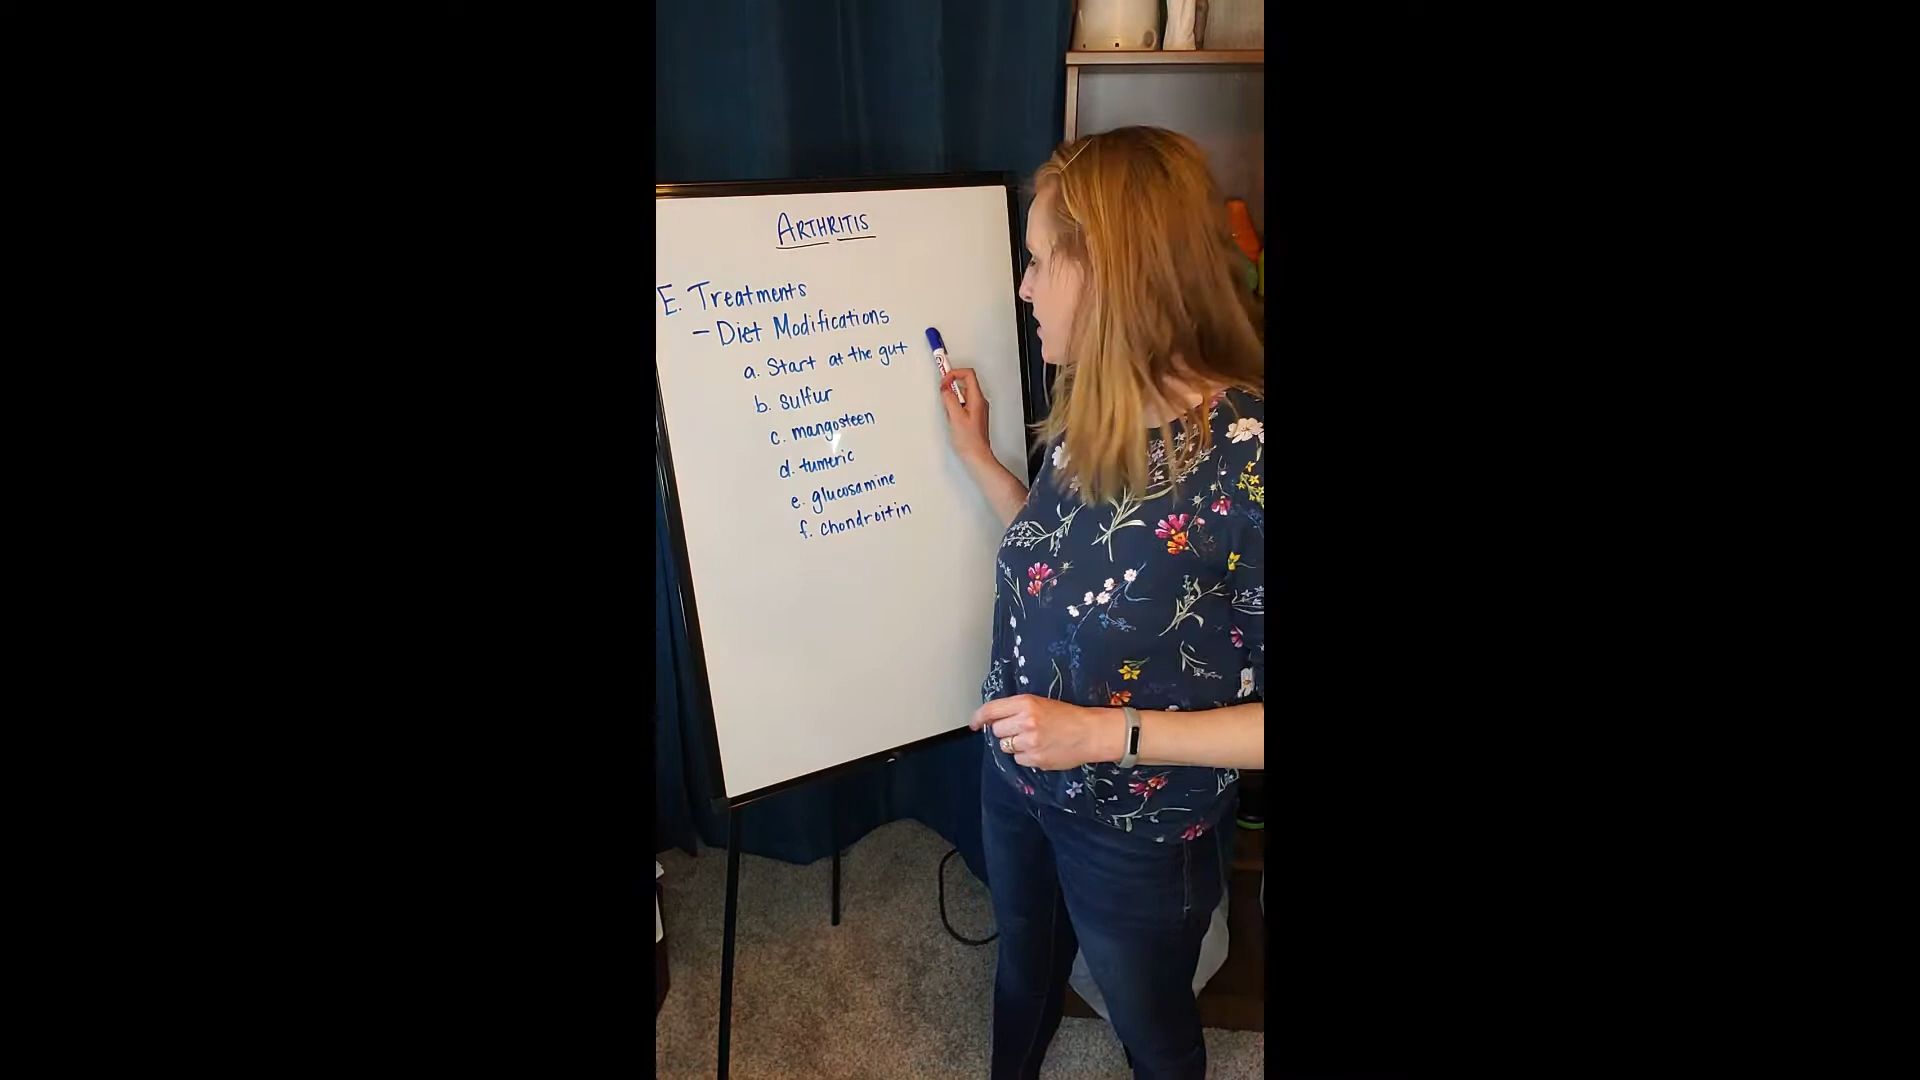 ARTHRITIS
E. Treatments
- Diet Modifications
a. Start at the gut
b. sulfur
c. mangosteen
d. tumeric
e. glucosamine
f. chondroitin